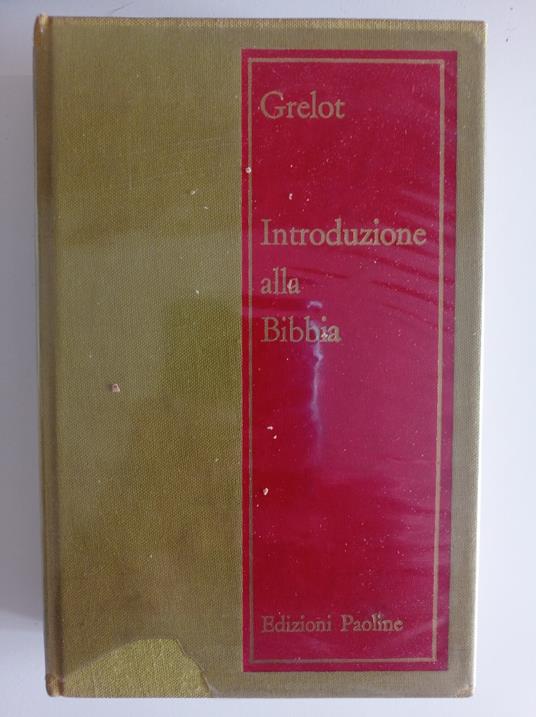 Grelot
Introduzione
alla
Bibbia
Edizioni Paoline